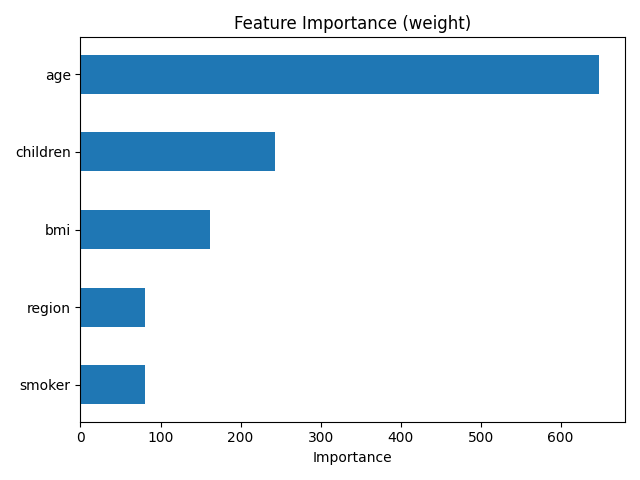 Feature Importance (weight)
age
children
bmi
region
smoker
0 100 200 300 400 500 600
Importance